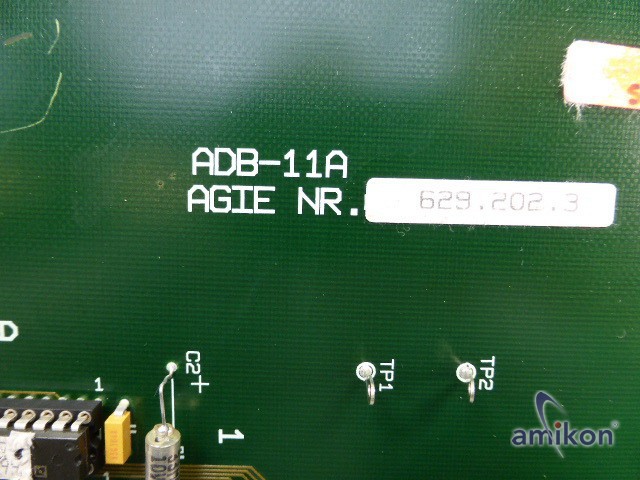 ADB-11A
AGIE NR. 629.202.3
D
C2+
TP1
TP2
1
1
amikon®